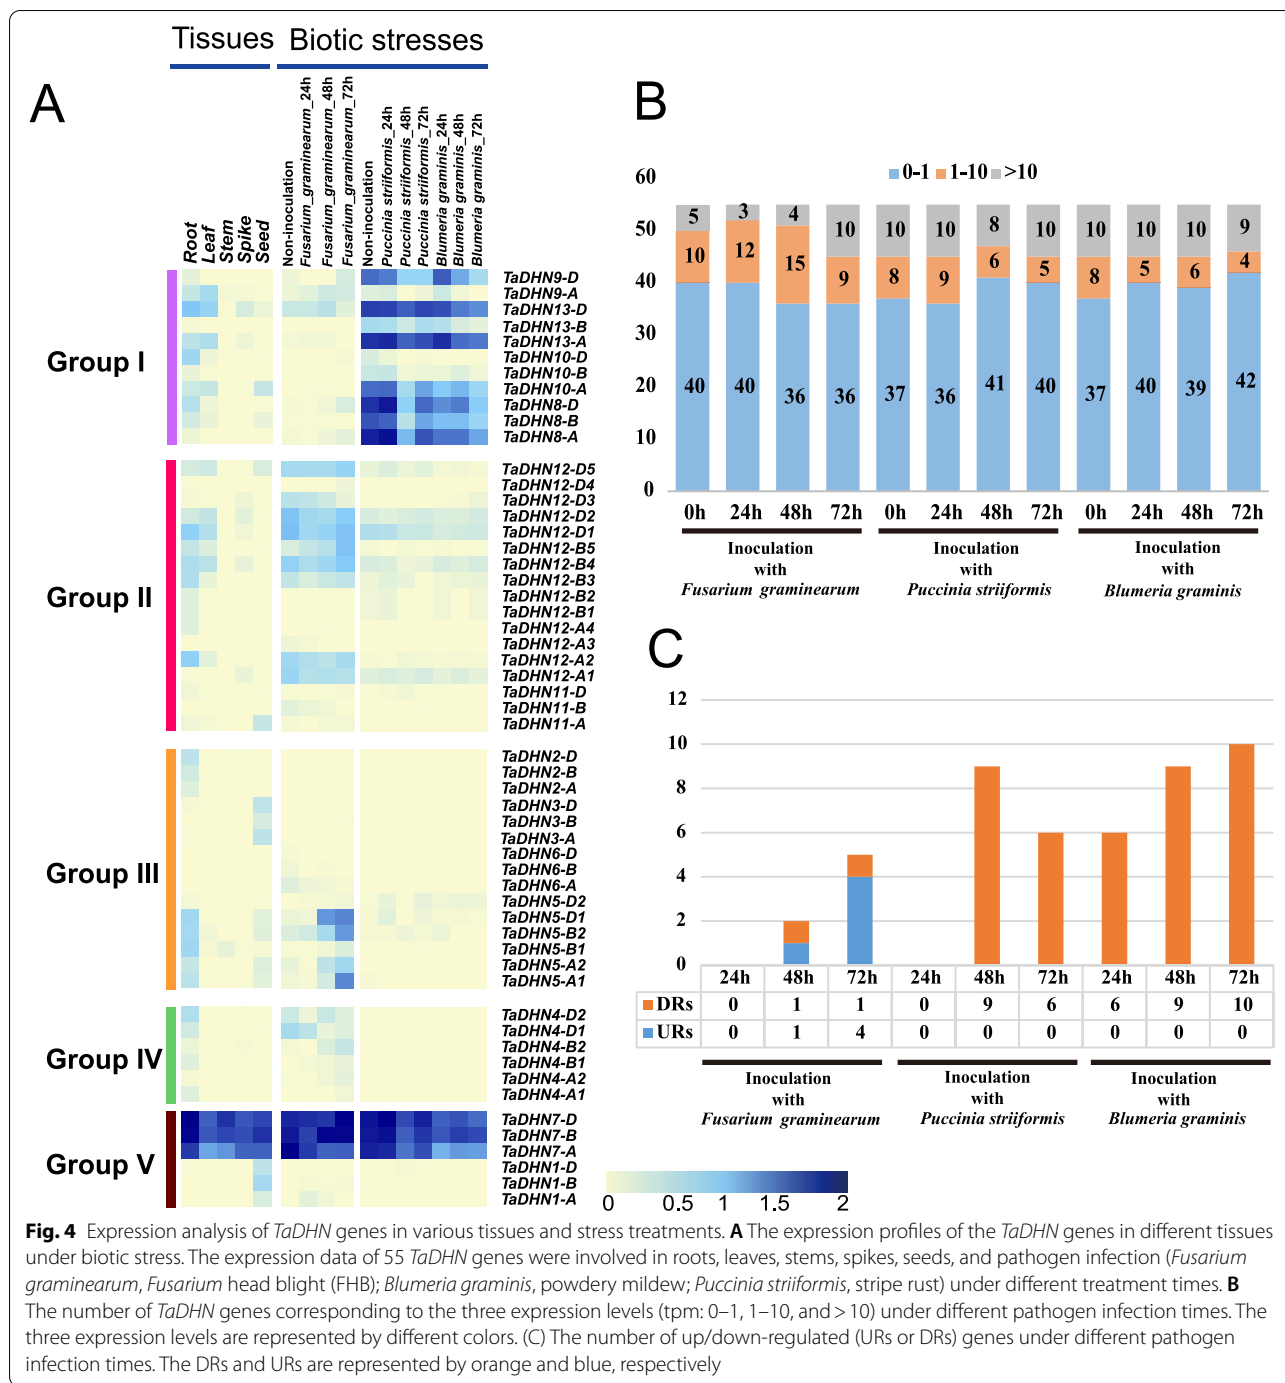 Tissues
Biotic stresses
A
Root
Leaf
Stem
Spike
Seed
Non-inoculation
Fusarium_graminearum_24h
Fusarium_graminearum_48h
Fusarium_graminearum_72h
Non-inoculation
Puccinia striiformis_24h
Puccinia striiformis_48h
Puccinia striiformis_72h
Blumeria graminis_24h
Blumeria graminis_48h
Blumeria graminis_72h
Group I
TaDHN9-D
TaDHN9-A
TaDHN13-D
TaDHN13-B
TaDHN13-A
TaDHN10-D
TaDHN10-B
TaDHN10-A
TaDHN8-D
TaDHN8-B
TaDHN8-A
Group II
TaDHN12-D5
TaDHN12-D4
TaDHN12-D3
TaDHN12-D2
TaDHN12-D1
TaDHN12-B5
TaDHN12-B4
TaDHN12-B3
TaDHN12-B2
TaDHN12-B1
TaDHN12-A4
TaDHN12-A3
TaDHN12-A2
TaDHN12-A1
TaDHN11-D
TaDHN11-B
TaDHN11-A
Group III
TaDHN2-D
TaDHN2-B
TaDHN2-A
TaDHN3-D
TaDHN3-B
TaDHN3-A
TaDHN6-D
TaDHN6-B
TaDHN6-A
TaDHN5-D2
TaDHN5-D1
TaDHN5-B2
TaDHN5-B1
TaDHN5-A2
TaDHN5-A1
Group IV
TaDHN4-D2
TaDHN4-D1
TaDHN4-B2
TaDHN4-B1
TaDHN4-A2
TaDHN4-A1
Group V
TaDHN7-D
TaDHN7-B
TaDHN7-A
TaDHN1-D
TaDHN1-B
TaDHN1-A
0 0.5 1 1.5 2
B
0-1 1-10 >10
60
50
40
30
20
10
0
5 3 4 10 10 10 8 10 10 10 10 9
10 12 15 9 8 9 6 5 8 5 6 4
40 40 36 36 37 36 41 40 37 40 39 42
0h 24h 48h 72h 0h 24h 48h 72h 0h 24h 48h 72h
Inoculation
with
Fusarium graminearum
Inoculation
with
Puccinia striiformis
Inoculation
with
Blumeria graminis
C
12
10
8
6
4
2
0
24h 48h 72h 24h 48h 72h 24h 48h 72h
DRs 0 1 1 0 9 6 6 9 10
URs 0 1 4 0 0 0 0 0 0
Inoculation
with
Fusarium graminearum
Inoculation
with
Puccinia striiformis
Inoculation
with
Blumeria graminis
Fig. 4 Expression analysis of TaDHN genes in various tissues and stress treatments. A The expression profiles of the TaDHN genes in different tissues
under biotic stress. The expression data of 55 TaDHN genes were involved in roots, leaves, stems, spikes, seeds, and pathogen infection (Fusarium
graminearum, Fusarium head blight (FHB); Blumeria graminis, powdery mildew; Puccinia striiformis, stripe rust) under different treatment times. B
The number of TaDHN genes corresponding to the three expression levels (tpm: 0–1, 1–10, and > 10) under different pathogen infection times. The
three expression levels are represented by different colors. (C) The number of up/down-regulated (URs or DRs) genes under different pathogen
infection times. The DRs and URs are represented by orange and blue, respectively